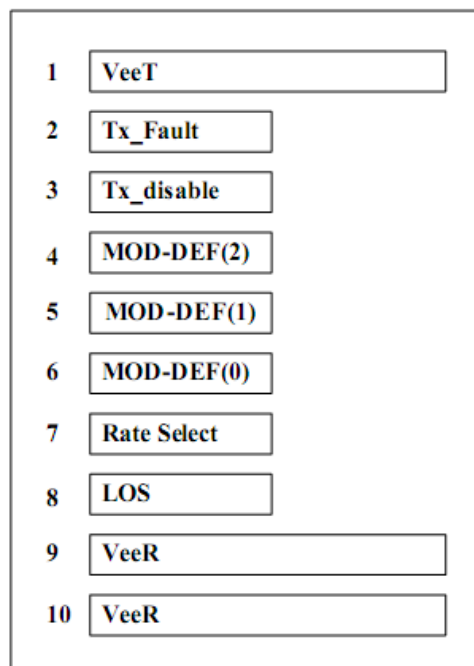 1 VeeT
2 Tx_Fault
3 Tx_disable
4 MOD-DEF(2)
5 MOD-DEF(1)
6 MOD-DEF(0)
7 Rate Select
8 LOS
9 VeeR
10 VeeR